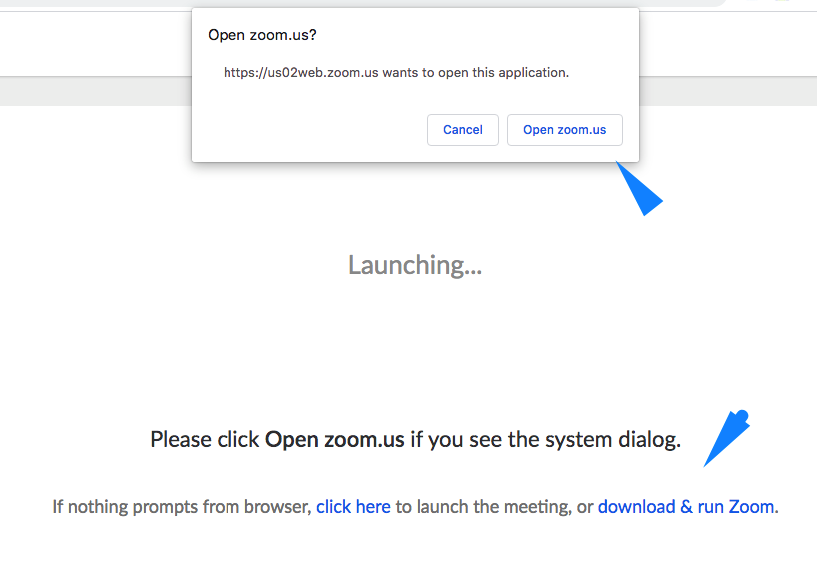 Open zoom.us?
https://us02web.zoom.us wants to open this application.
Cancel Open zoom.us
Launching...
Please click Open zoom.us if you see the system dialog.
If nothing prompts from browser, click here to launch the meeting, or download & run Zoom.